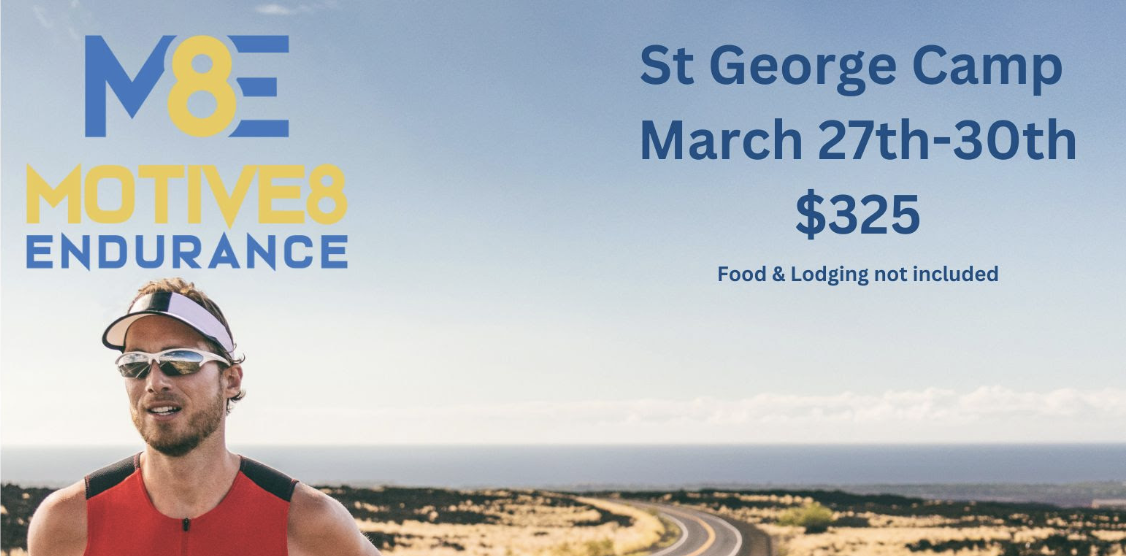 M8E
MOTIVE8
ENDURANCE
St George Camp
March 27th-30th
$325
Food & Lodging not included